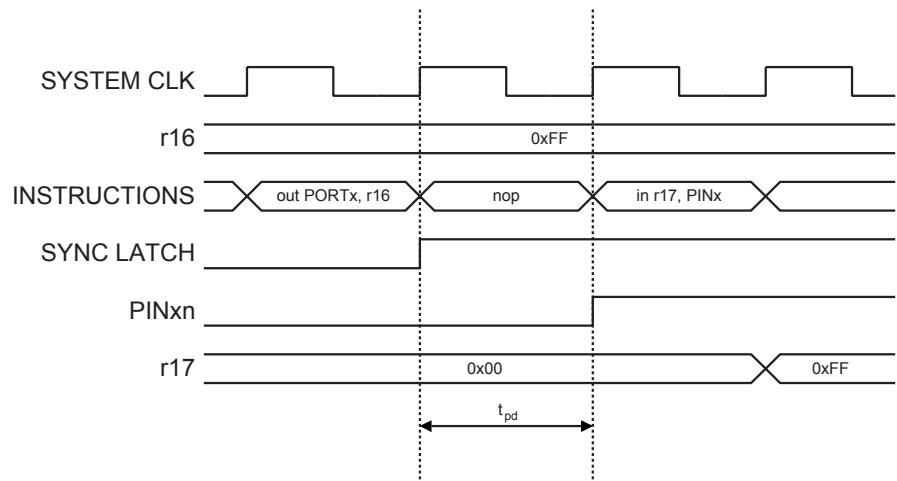 SYSTEM CLK
r16
0xFF
INSTRUCTIONS
out PORTx, r16
nop
in r17, PINx
SYNC LATCH
PINxn
r17
0x00
0xFF
tpd